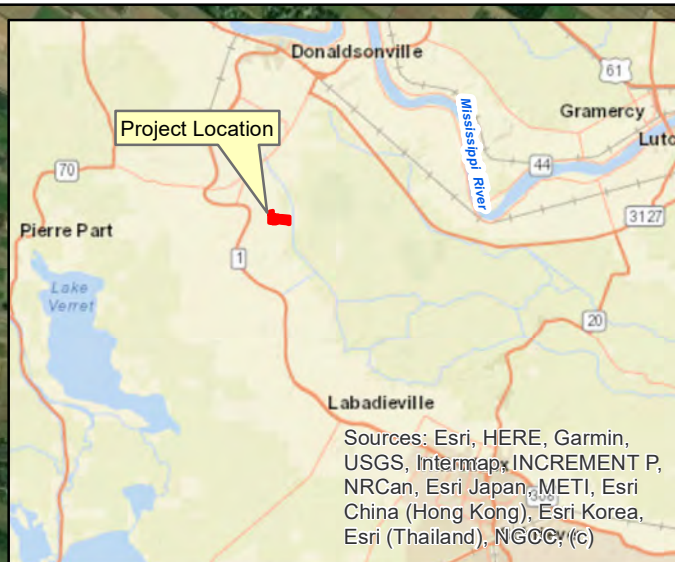 Donaldsonville
61
Gramercy
Project Location
Mississippi River
Lutc
44
70
3127
Pierre Part
1
Lake
Verret
20
Labadieville
Sources: Esri, HERE, Garmin,
USGS, Intermap, INCREMENT P,
NRCan, Esri Japan, METI, Esri
308
China (Hong Kong), Esri Korea,
Esri (Thailand), NGCC, (c)